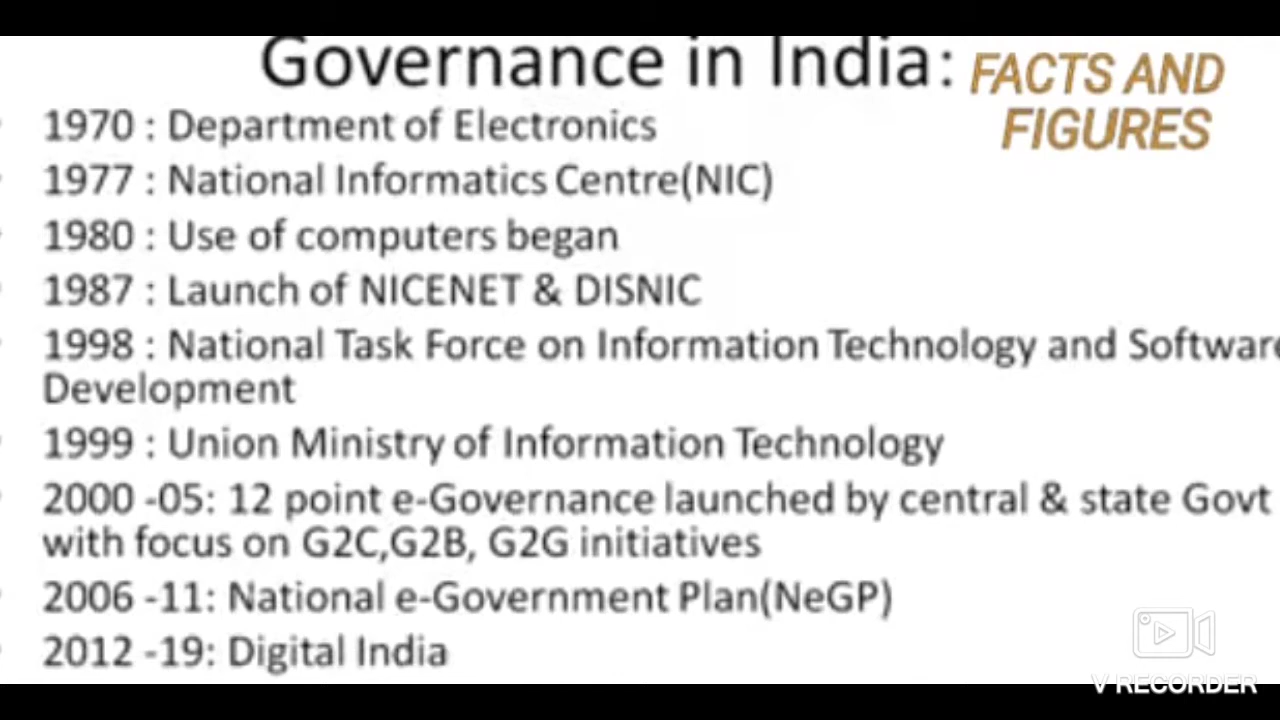 Governance in India:
FACTS AND
FIGURES
1970 : Department of Electronics
1977 : National Informatics Centre(NIC)
1980 : Use of computers began
1987 : Launch of NICENET & DISNIC
1998 : National Task Force on Information Technology and Software
Development
1999 : Union Ministry of Information Technology
2000 -05: 12 point e-Governance launched by central & state Govt
with focus on G2C,G2B, G2G initiatives
2006 -11: National e-Government Plan(NeGP)
2012 -19: Digital India
V RECORDER